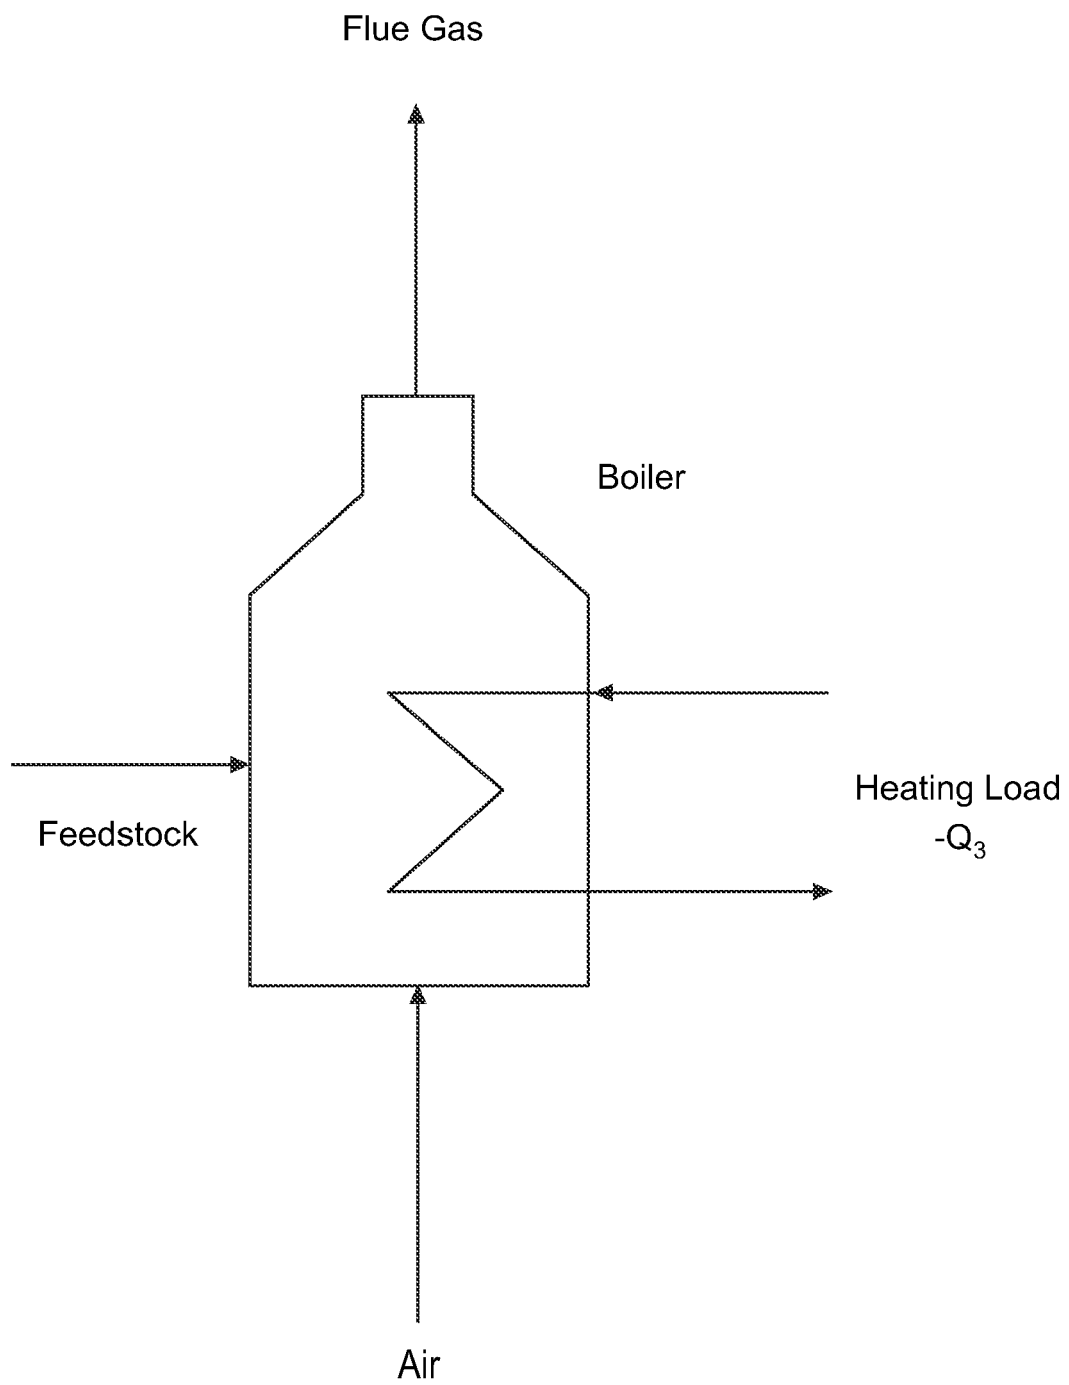 Flue Gas
Boiler
Heating Load
-Q₃
Feedstock
Air